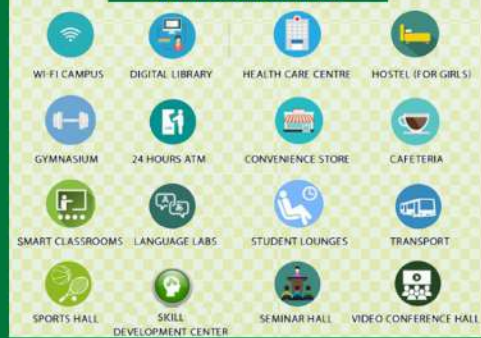 WI-FI CAMPUS
DIGITAL LIBRARY
HEALTH CARE CENTRE
HOSTEL (FOR GIRLS)
GYMNASIUM
24 HOURS ATM
CONVENIENCE STORE
CAFETERIA
SMART CLASSROOMS
LANGUAGE LABS
STUDENT LOUNGES
TRANSPORT
SPORTS HALL
SKILL
DEVELOPMENT CENTER
SEMINAR HALL
VIDEO CONFERENCE HALL